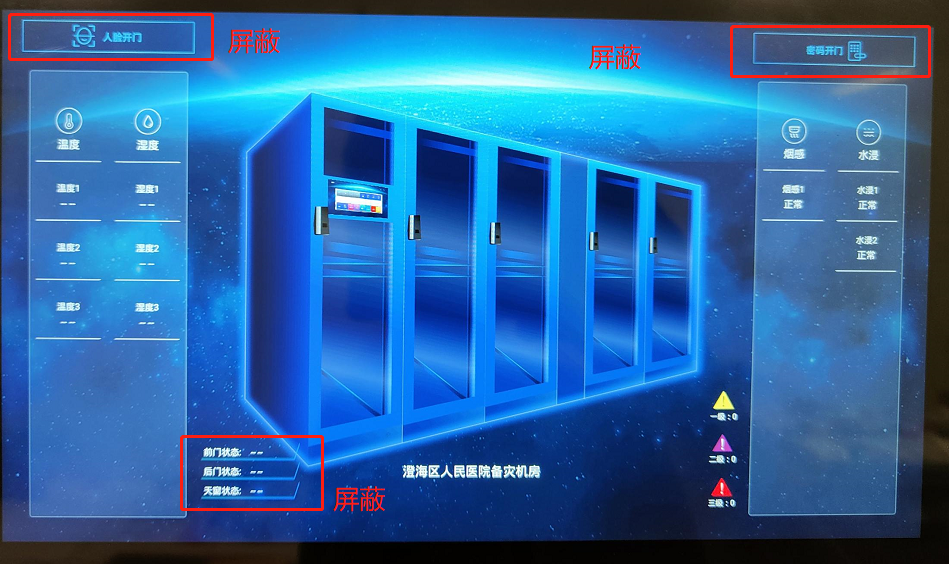 人脸开门
屏蔽
屏蔽
密码开门
温度
湿度
温度1
--
湿度1
--
温度2
--
湿度2
--
温度3
--
湿度3
--
烟感
水浸
烟感1
正常
水浸1
正常
水浸2
正常
一级：0
二级：0
三级：0
前门状态: --
后门状态: --
天窗状态: --
屏蔽
澄海区人民医院备灾机房